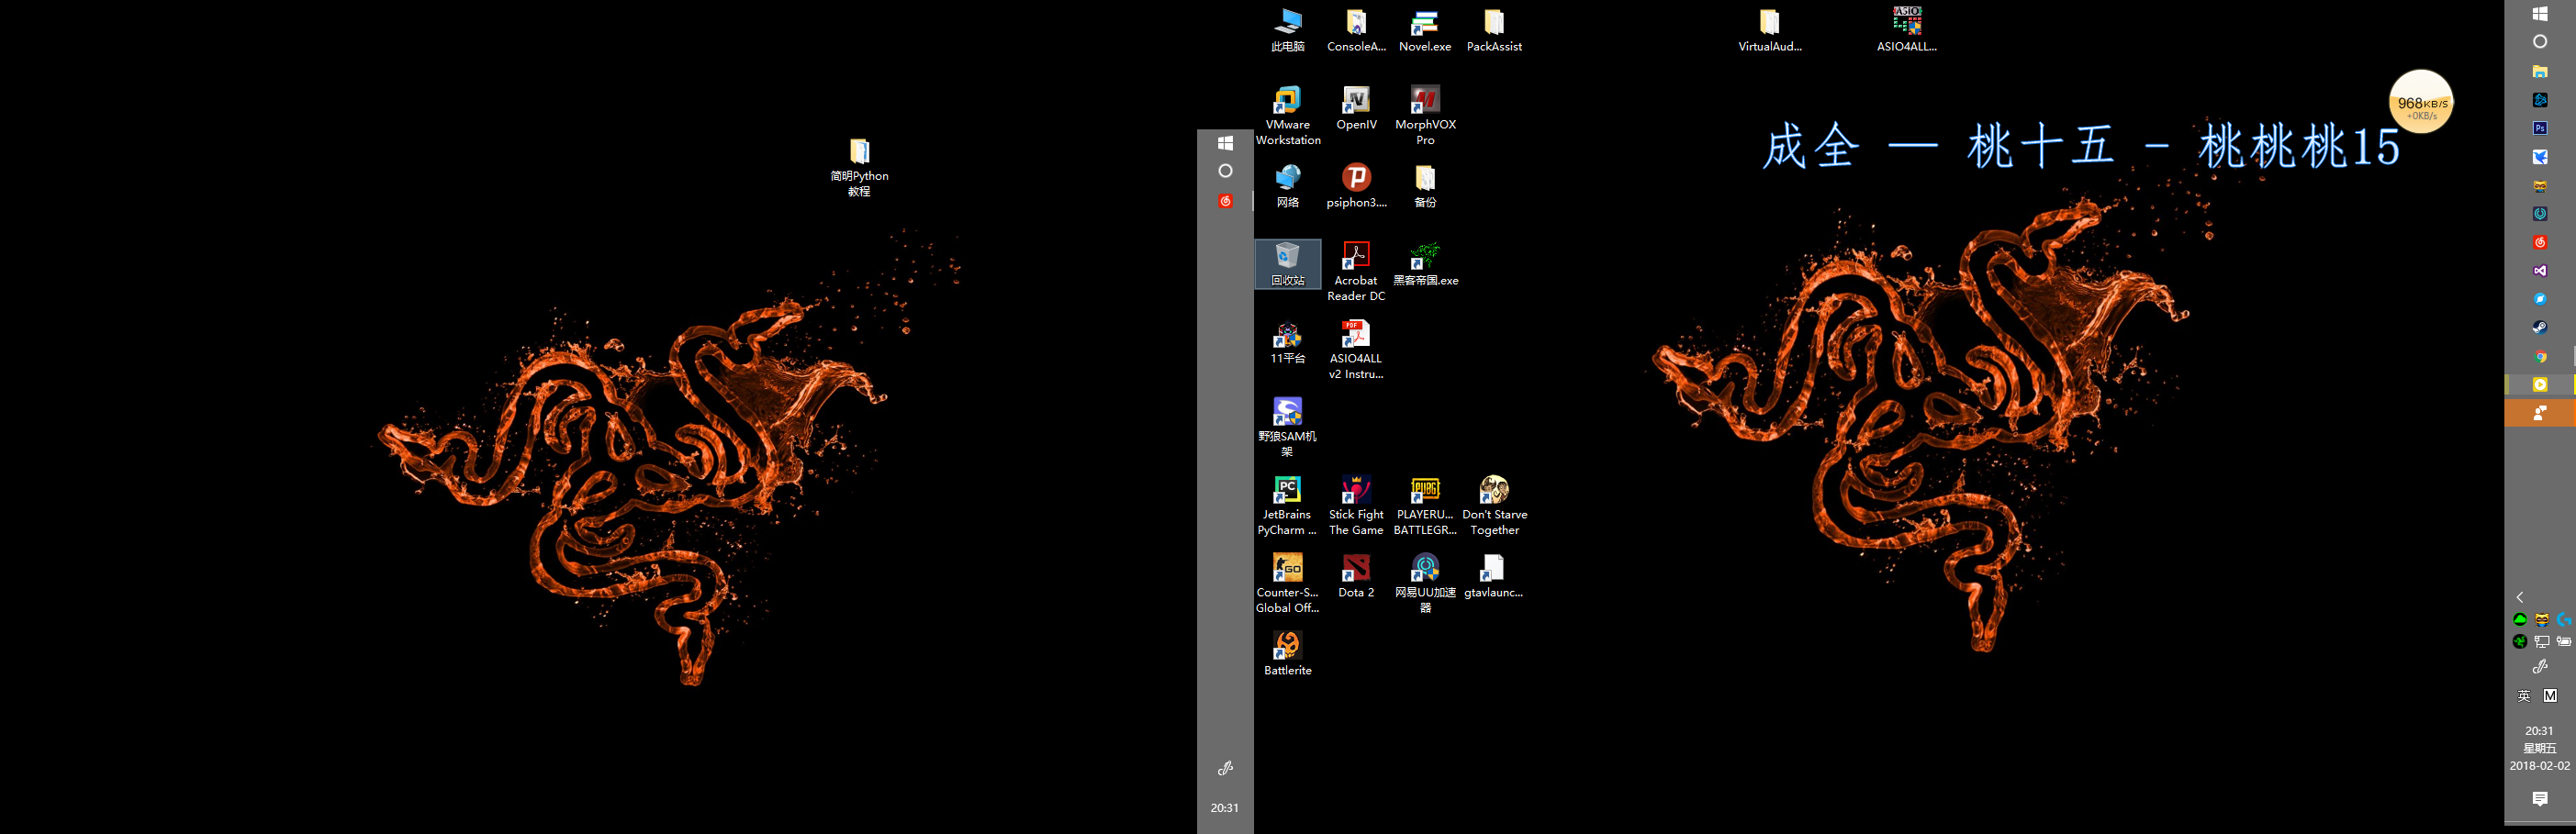 简明Python
教程
20:31
此电脑
ConsoleA...
Novel.exe
PackAssist
VirtualAud...
ASIO4ALL...
VMware
Workstation
OpenIV
MorphVOX
Pro
网络
psiphon3....
备份
回收站
Acrobat
Reader DC
黑客帝国.exe
11平台
ASIO4ALL
v2 Instru...
野狼SAM机
架
JetBrains
PyCharm ...
Stick Fight
The Game
PLAYERU...
BATTLEGR...
Don't Starve
Together
Counter-S...
Global Off...
Dota 2
网易UU加速
器
gtavlaunc...
Battlerite
成全 — 桃十五 - 桃桃桃15
968KB/S
+0KB/s
英 M
20:31
星期五
2018-02-02